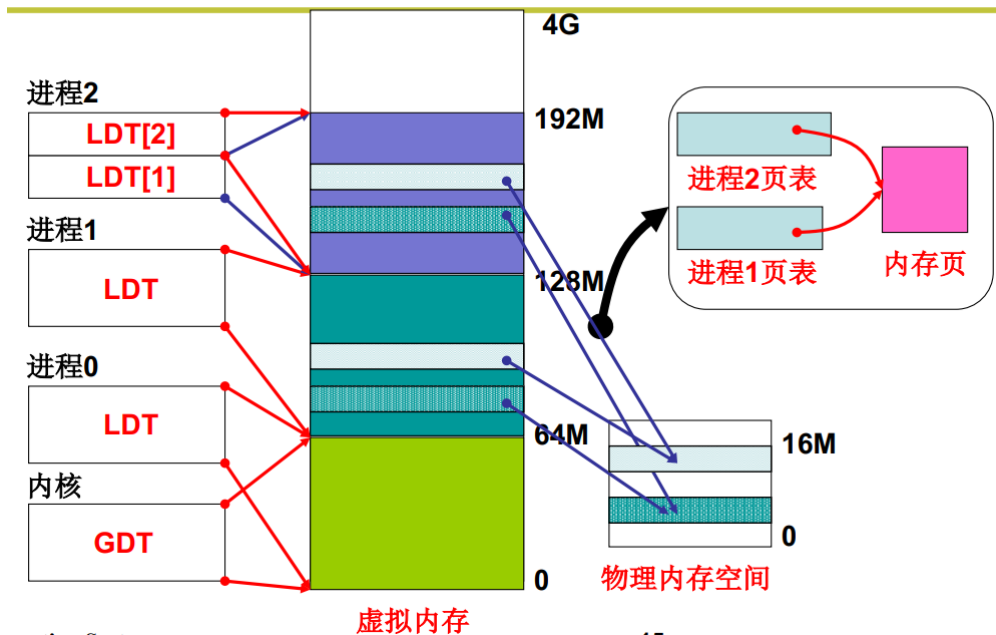 4G
进程2
LDT[2]
LDT[1]
192M
进程2页表
进程1页表
内存页
进程1
LDT
128M
进程0
LDT
64M
16M
内核
GDT
0
0
物理内存空间
虚拟内存